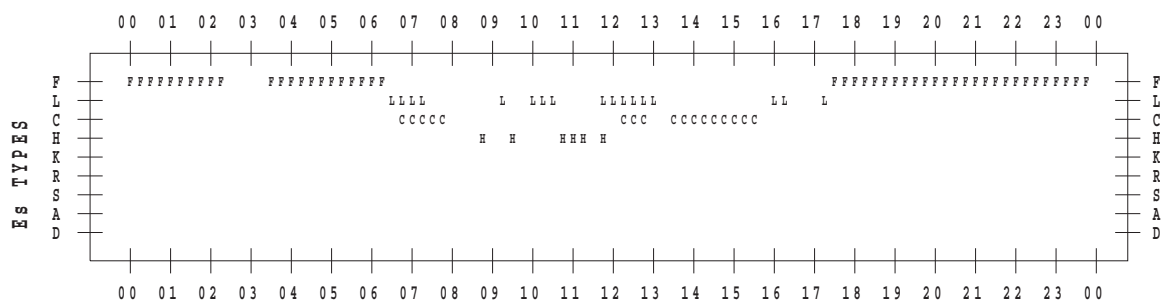 00 01 02 03 04 05 06 07 08 09 10 11 12 13 14 15 16 17 18 19 20 21 22 23 00
F FFFFFFFFFF FFFFFFFFFFFF FFFFFFFFFFFFFFFFFFFFFFFFFF F
L LLLL L LLL LLLLLL LL L L
C CCCCC CCC CCCCCCCCC C
H H H HHH H H
K K
R R
S S
A A
D D
Es TYPES
00 01 02 03 04 05 06 07 08 09 10 11 12 13 14 15 16 17 18 19 20 21 22 23 00